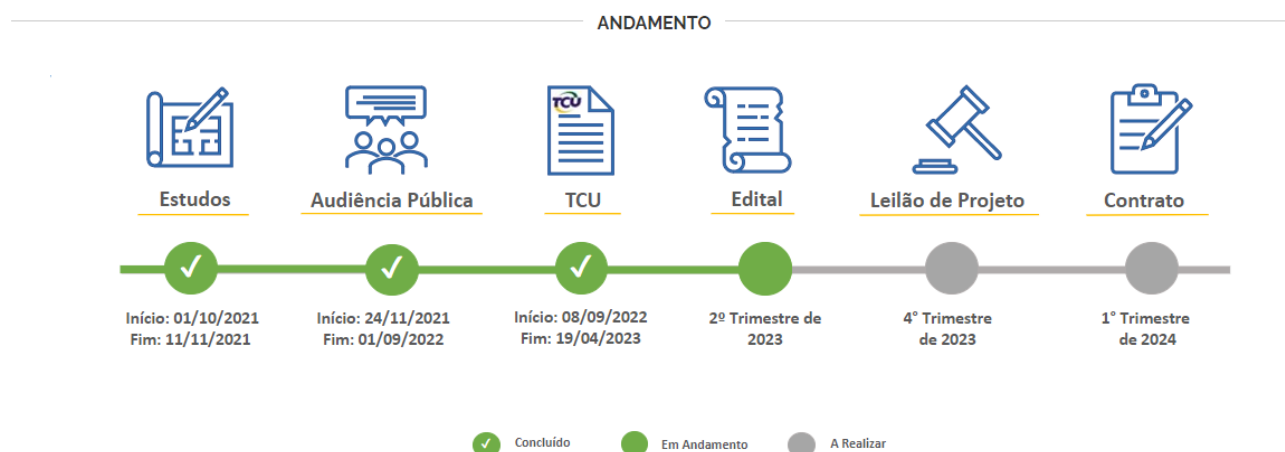 ANDAMENTO
TCU
Estudos
Audiência Pública
TCU
Edital
Leilão de Projeto
Contrato
Início: 01/10/2021
Fim: 11/11/2021
Início: 24/11/2021
Fim: 01/09/2022
Início: 08/09/2022
Fim: 19/04/2023
2º Trimestre de
2023
4° Trimestre
de 2023
1° Trimestre
de 2024
Concluído
Em Andamento
A Realizar